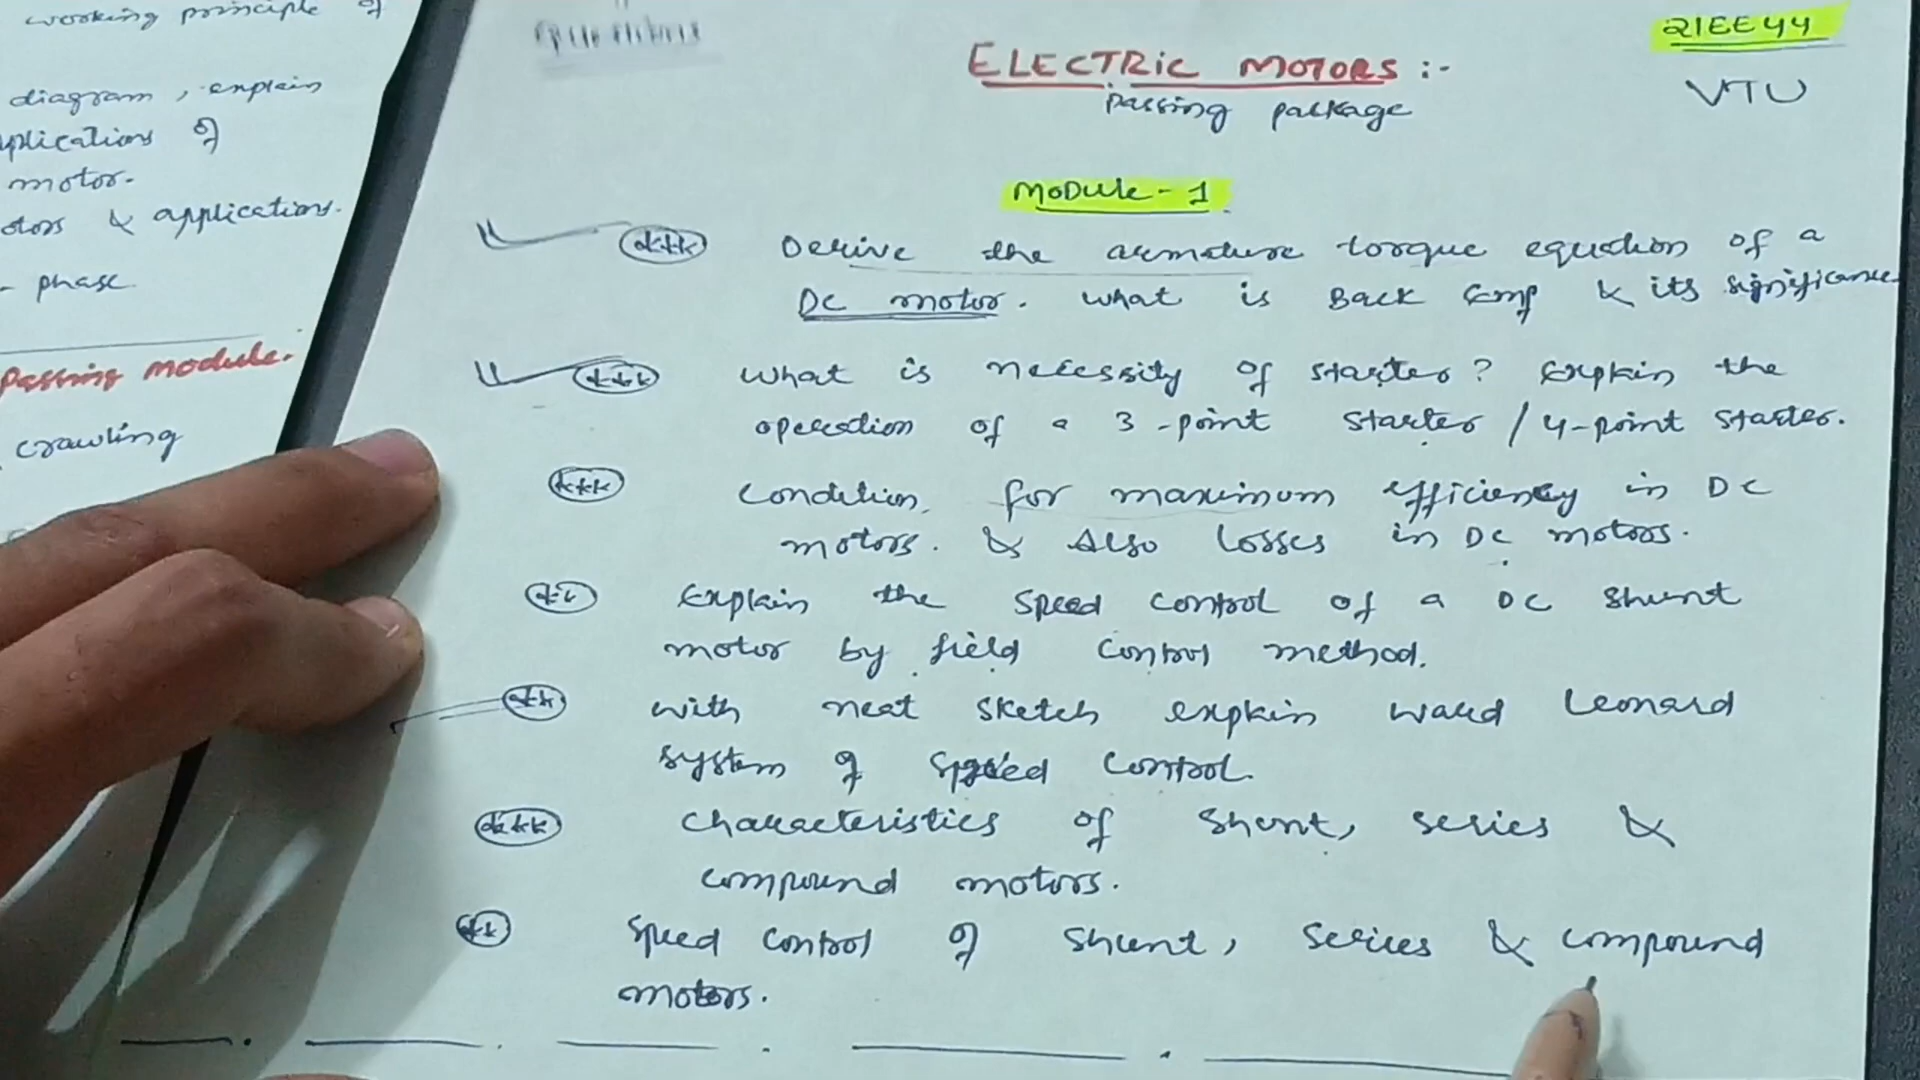 working principle of
diagram, explain
applications of
motor.
motors & applications.
- phase
Passing module.
crawling
Questions
21EE44
VTU
ELECTRIC MOTORS :-
Passing package
MODULE - 1
*** Derive the armature torque equation of a
DC motor. What is Back Emf & its significance
*** What is necessity of starter? Explain the
operation of a 3-point starter / 4-point starter.
*** Condition for maximum efficiency in DC
motors. & Also losses in DC motors.
** Explain the speed control of a DC shunt
motor by field control method.
** With neat sketch explain ward Leonard
system of speed control.
*** Characteristics of shunt, series &
compound motors.
** Speed control of shunt, series & compound
motors.